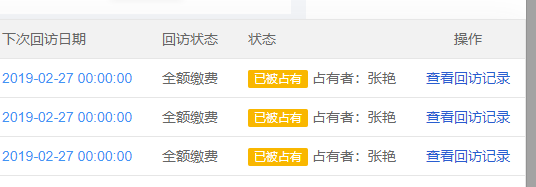 下次回访日期 回访状态 状态 操作
2019-02-27 00:00:00 全额缴费 已被占有 占有者：张艳 查看回访记录
2019-02-27 00:00:00 全额缴费 已被占有 占有者：张艳 查看回访记录
2019-02-27 00:00:00 全额缴费 已被占有 占有者：张艳 查看回访记录